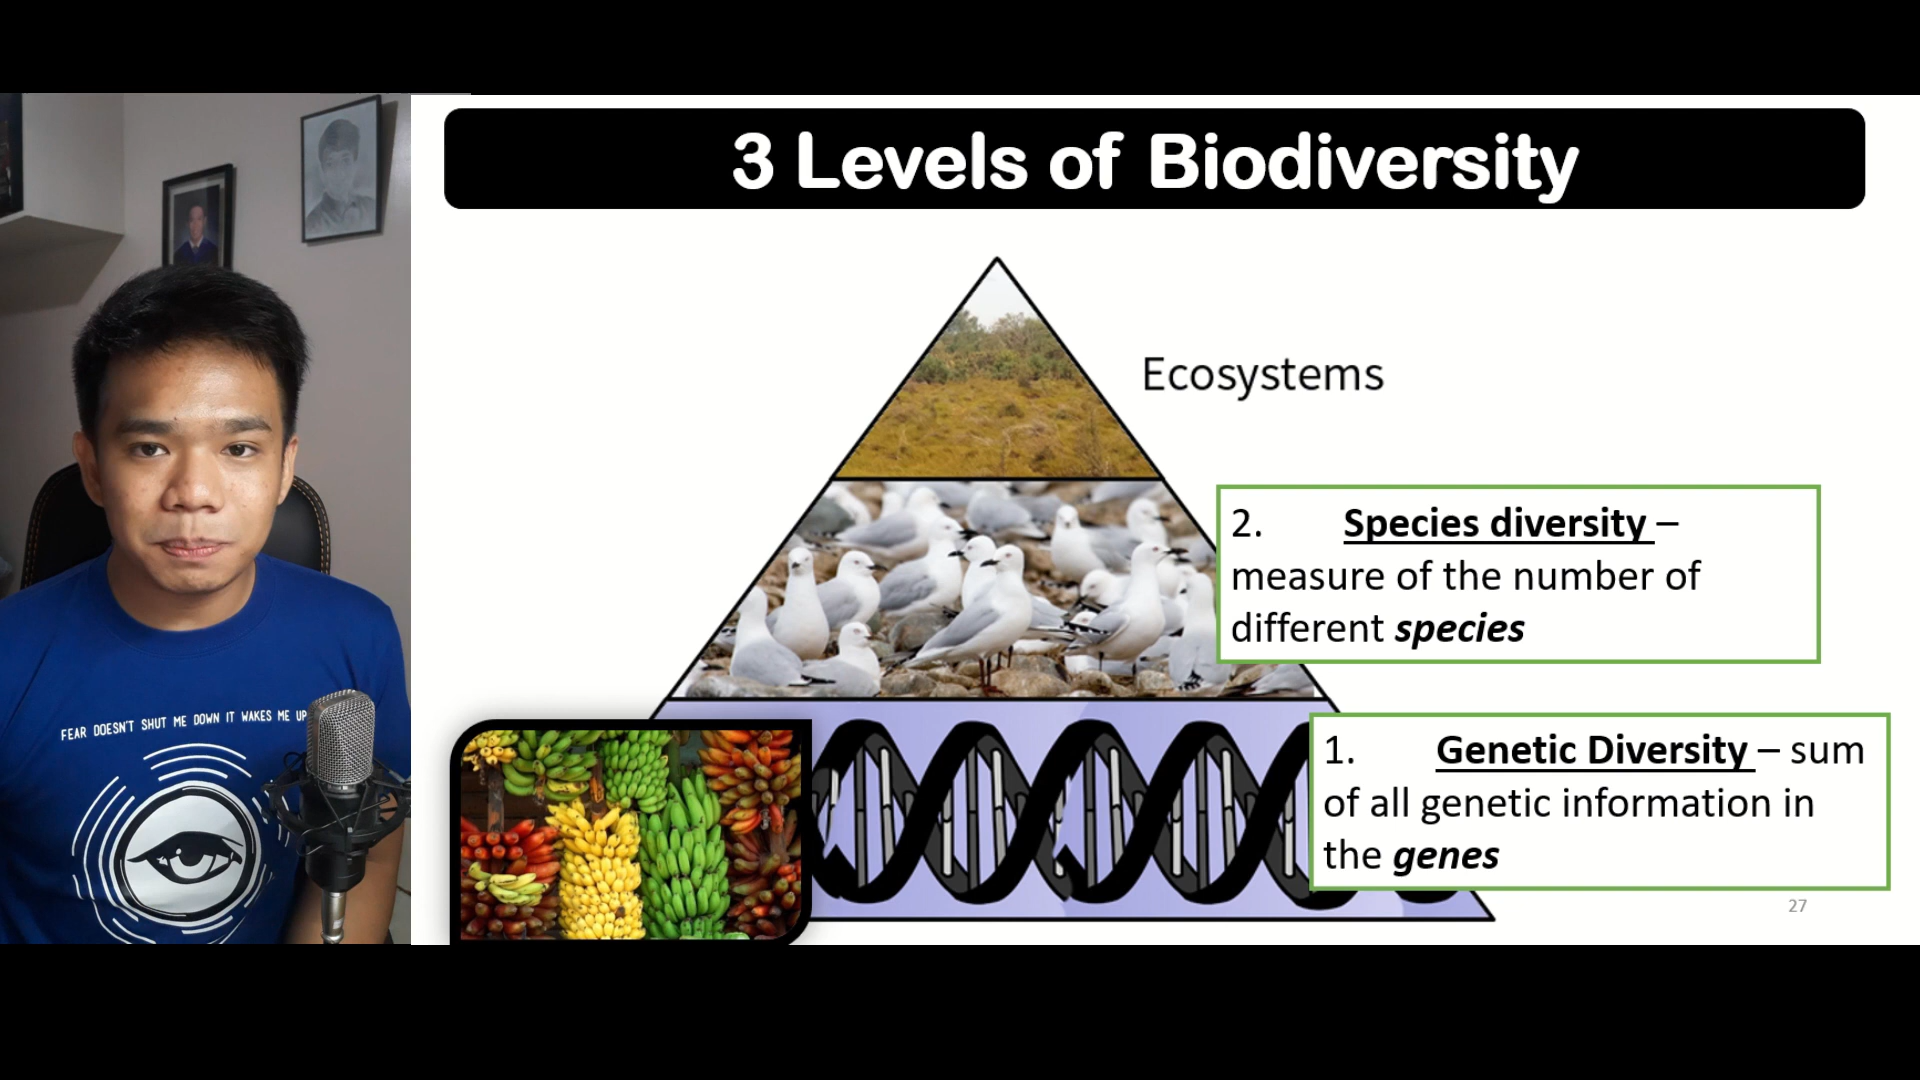 3 Levels of Biodiversity
Ecosystems
2. Species diversity –
measure of the number of
different species
1. Genetic Diversity – sum
of all genetic information in
the genes
27
FEAR DOESN'T SHUT ME DOWN IT WAKES ME UP